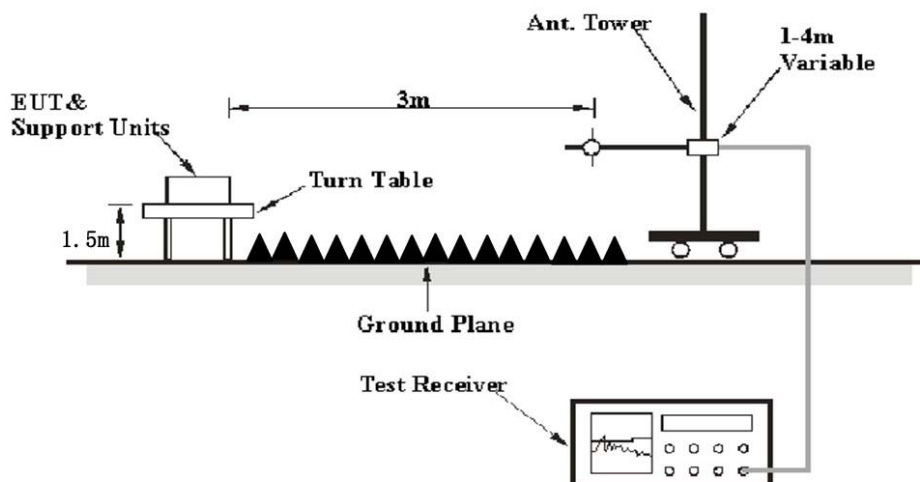 Ant. Tower
1-4m
Variable
3m
EUT&
Support Units
Turn Table
1.5m
Ground Plane
Test Receiver